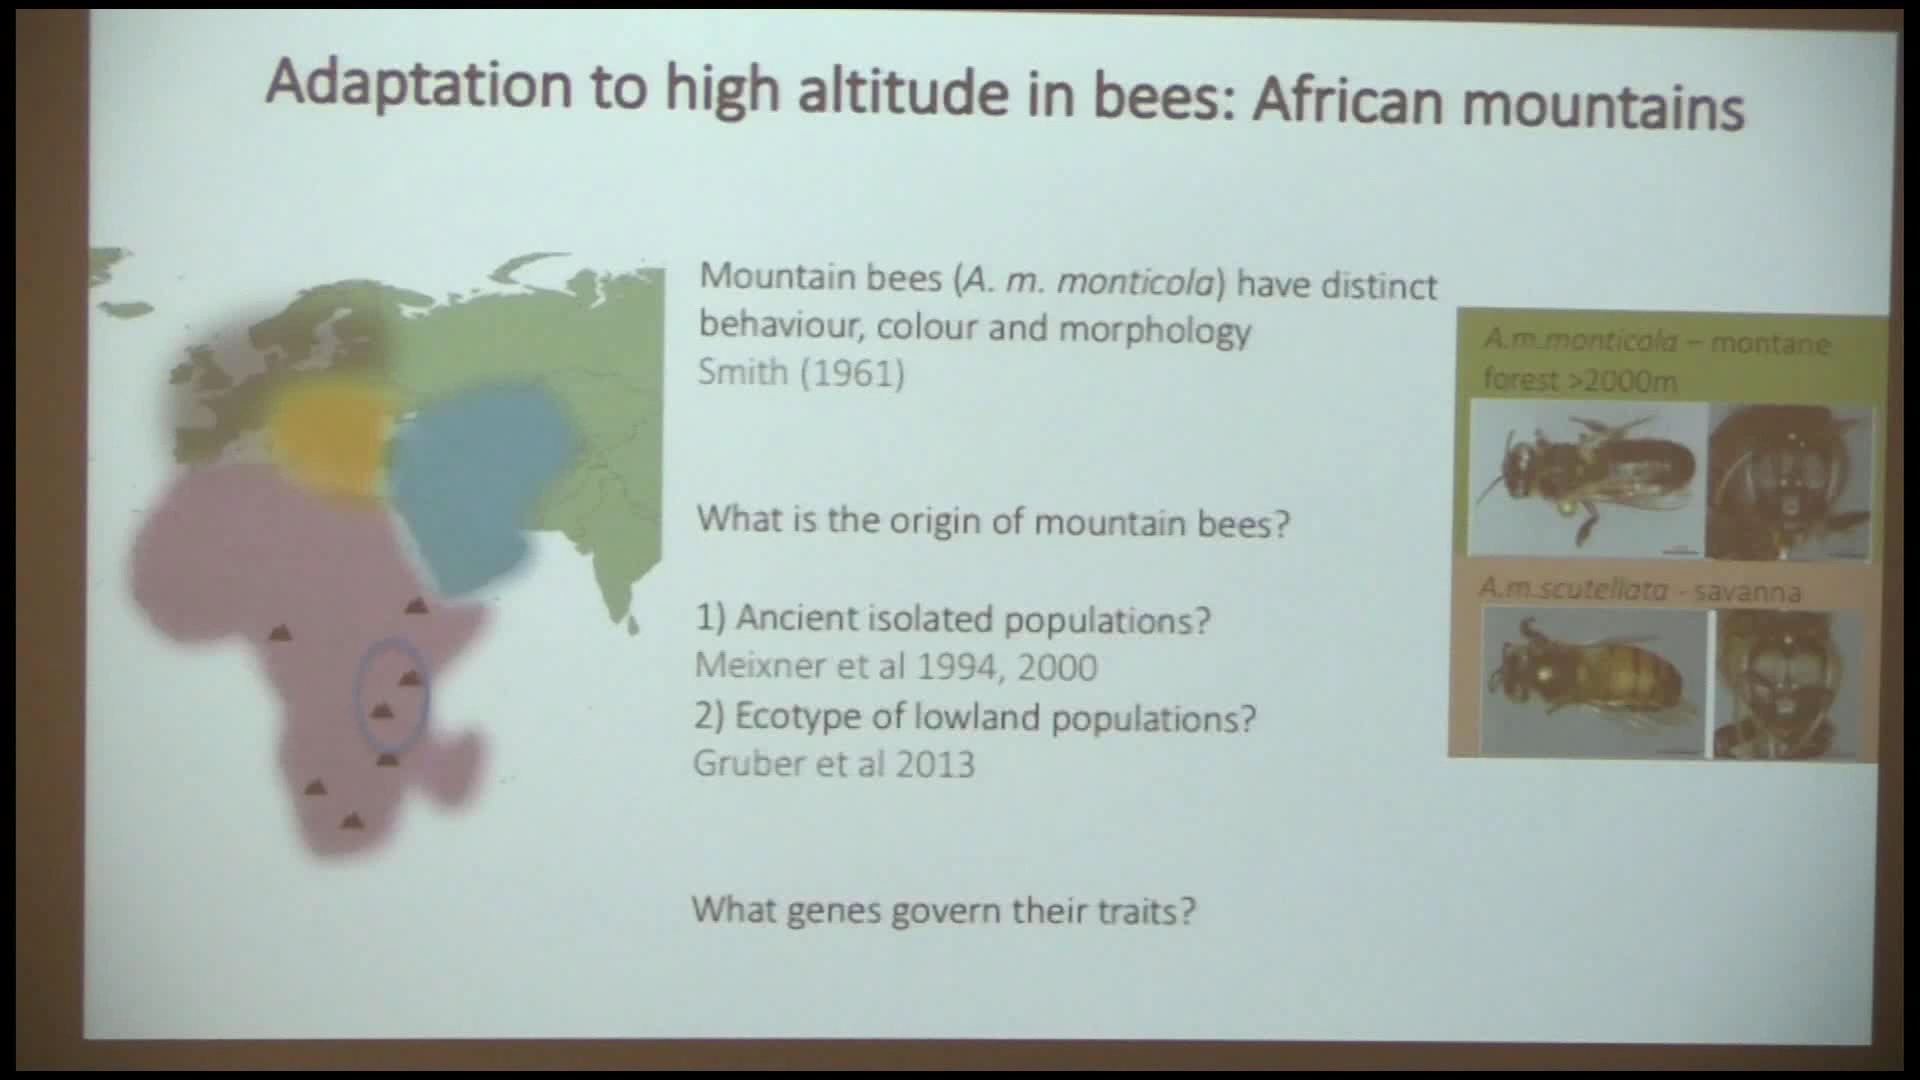 Adaptation to high altitude in bees: African mountains
Mountain bees (A. m. monticola) have distinct
behaviour, colour and morphology
Smith (1961)
What is the origin of mountain bees?
1) Ancient isolated populations?
Meixner et al 1994, 2000
2) Ecotype of lowland populations?
Gruber et al 2013
What genes govern their traits?
A.m.monticola – montane
forest >2000m
A.m.scutellata - savanna